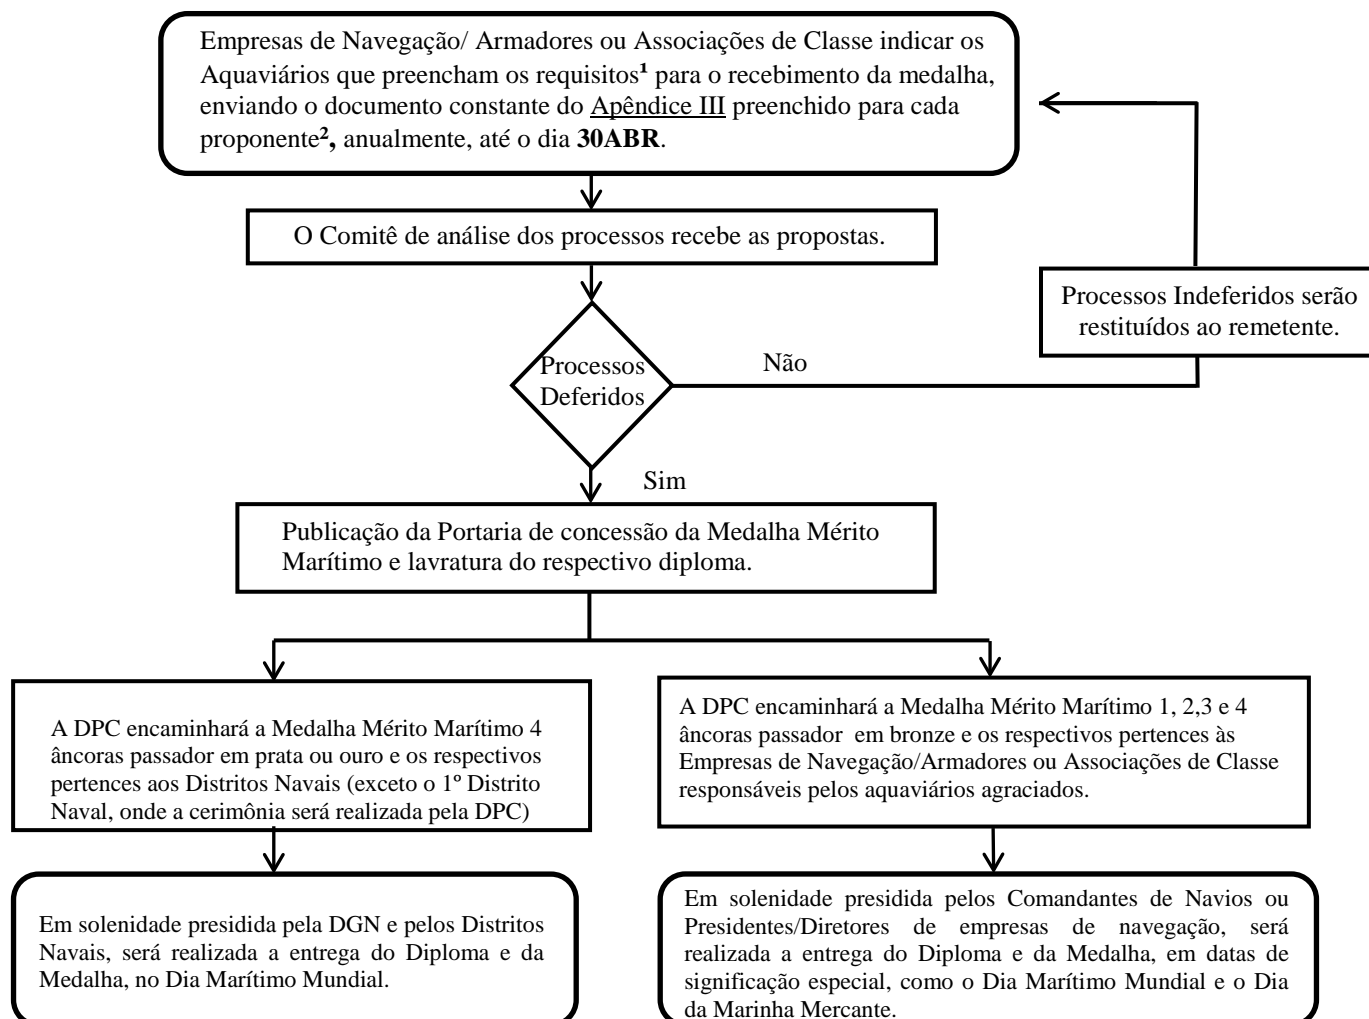 Empresas de Navegação/ Armadores ou Associações de Classe indicar os
Aquaviários que preencham os requisitos¹ para o recebimento da medalha,
enviando o documento constante do Apêndice III preenchido para cada
proponente², anualmente, até o dia 30ABR.
O Comitê de análise dos processos recebe as propostas.
Processos Indeferidos serão
restituídos ao remetente.
Processos
Deferidos
Não
Sim
Publicação da Portaria de concessão da Medalha Mérito
Marítimo e lavratura do respectivo diploma.
A DPC encaminhará a Medalha Mérito Marítimo 4
âncoras passador em prata ou ouro e os respectivos
pertences aos Distritos Navais (exceto o 1º Distrito
Naval, onde a cerimônia será realizada pela DPC)
A DPC encaminhará a Medalha Mérito Marítimo 1, 2,3 e 4
âncoras passador em bronze e os respectivos pertences às
Empresas de Navegação/Armadores ou Associações de Classe
responsáveis pelos aquaviários agraciados.
Em solenidade presidida pela DGN e pelos Distritos
Navais, será realizada a entrega do Diploma e da
Medalha, no Dia Marítimo Mundial.
Em solenidade presidida pelos Comandantes de Navios ou
Presidentes/Diretores de empresas de navegação, será
realizada a entrega do Diploma e da Medalha, em datas de
significação especial, como o Dia Marítimo Mundial e o Dia
da Marinha Mercante.